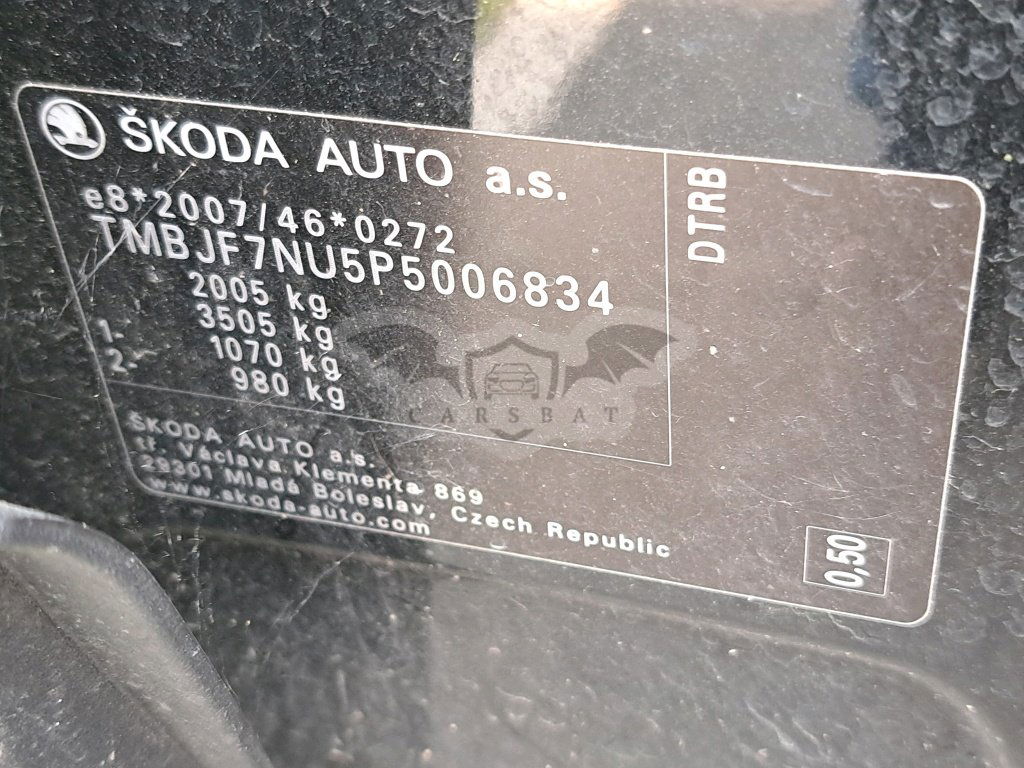 ŠKODA AUTO a.s.
e8*2007/46*0272
TMBJF7NU5P5006834
2005 kg
3505 kg
1.- 1070 kg
2.- 980 kg
ŠKODA AUTO a.s.
tř. Václava Klementa 869
29301 Mladá Boleslav, Czech Republic
www.skoda-auto.com
DTRB
0,50
CARSBAT